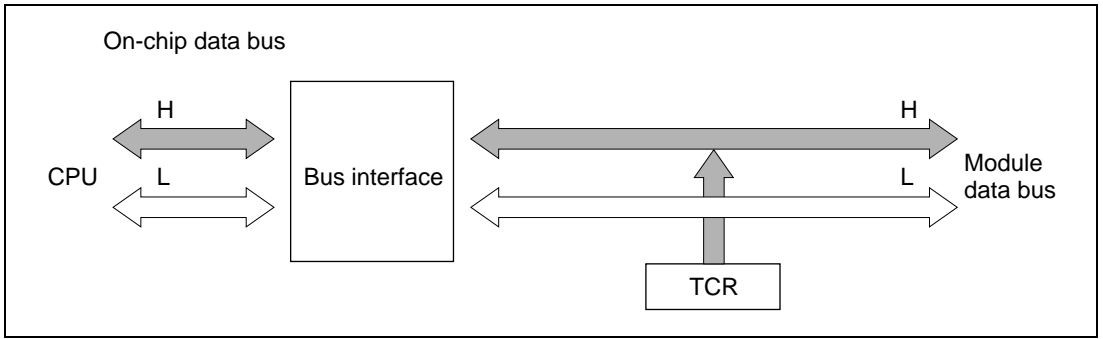 On-chip data bus
H
H
CPU
L
Bus interface
L
Module
data bus
TCR